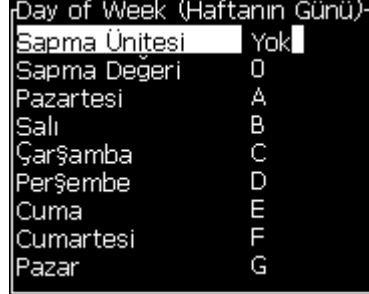 Day of Week (Haftanın Günü)
Sapma Ünitesi Yok
Sapma Değeri 0
Pazartesi A
Salı B
Çarşamba C
Perşembe D
Cuma E
Cumartesi F
Pazar G